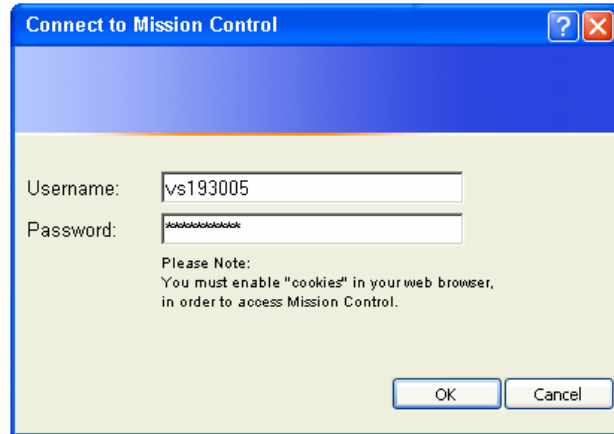 Connect to Mission Control
?
Username: vs193005
Password: ***********
Please Note:
You must enable "cookies" in your web browser,
in order to access Mission Control.
OK Cancel